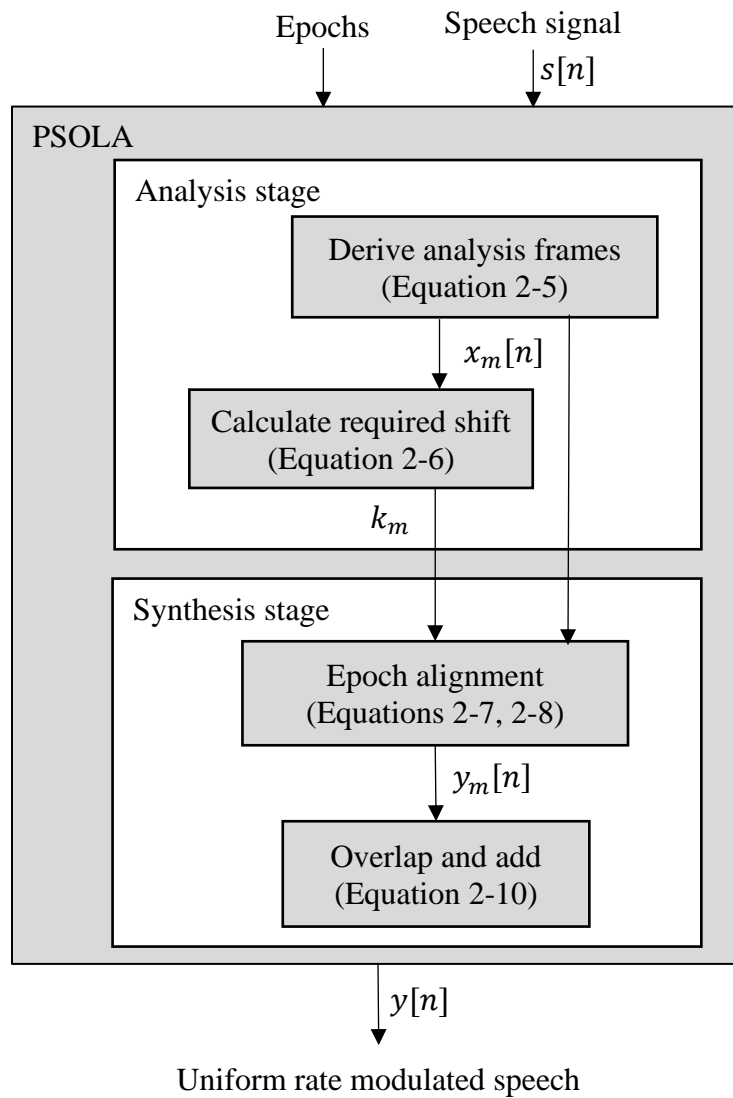 Epochs
Speech signal
s[n]
PSOLA
Analysis stage
Derive analysis frames
(Equation 2-5)
x_m[n]
Calculate required shift
(Equation 2-6)
k_m
Synthesis stage
Epoch alignment
(Equations 2-7, 2-8)
y_m[n]
Overlap and add
(Equation 2-10)
y[n]
Uniform rate modulated speech